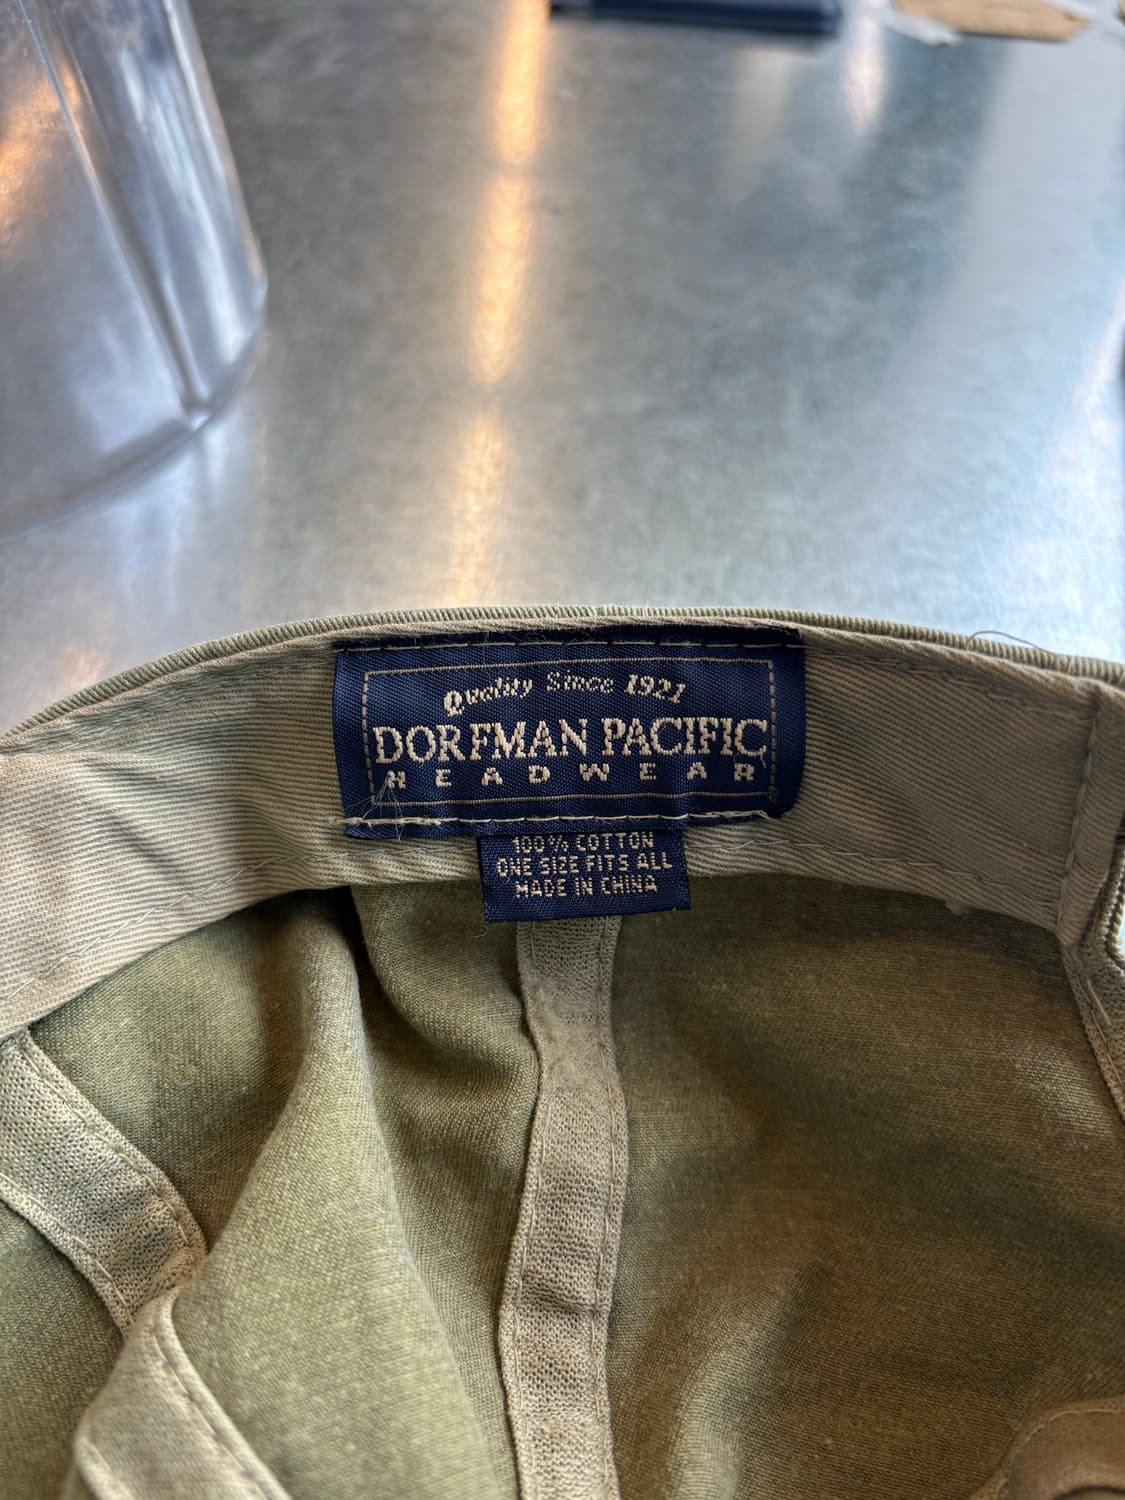 Quality Since 1921
DORFMAN PACIFIC
HEADWEAR
100% COTTON
ONE SIZE FITS ALL
MADE IN CHINA